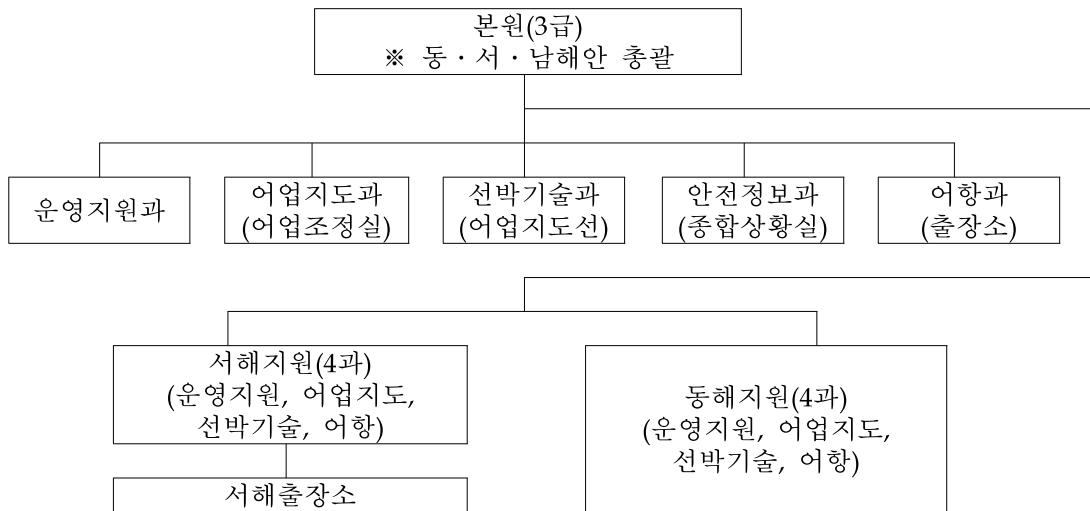 본원(3급)
※ 동·서·남해안 총괄
운영지원과
어업지도과
(어업조정실)
선박기술과
(어업지도선)
안전정보과
(종합상황실)
어항과
(출장소)
서해지원(4과)
(운영지원, 어업지도,
선박기술, 어항)
동해지원(4과)
(운영지원, 어업지도,
선박기술, 어항)
서해출장소